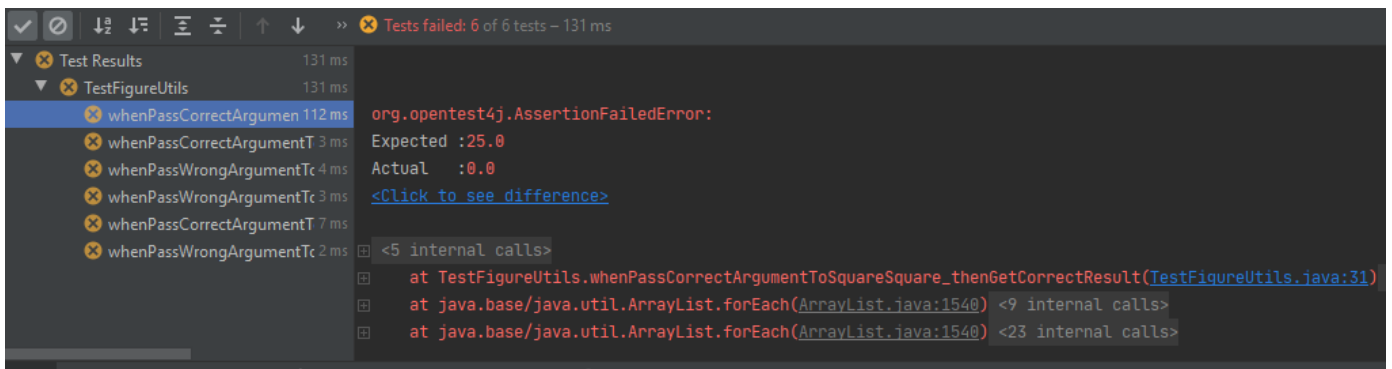 Tests failed: 6 of 6 tests – 131 ms
Test Results 131 ms
TestFigureUtils 131 ms
whenPassCorrectArgumen 112 ms
whenPassCorrectArgumentT 3 ms
whenPassWrongArgumentTo 4 ms
whenPassWrongArgumentTo 3 ms
whenPassCorrectArgumentT 7 ms
whenPassWrongArgumentTo 2 ms
org.opentest4j.AssertionFailedError:
Expected :25.0
Actual   :0.0
<Click to see difference>
<5 internal calls>
at TestFigureUtils.whenPassCorrectArgumentToSquareSquare_thenGetCorrectResult(TestFigureUtils.java:31)
at java.base/java.util.ArrayList.forEach(ArrayList.java:1540) <9 internal calls>
at java.base/java.util.ArrayList.forEach(ArrayList.java:1540) <23 internal calls>